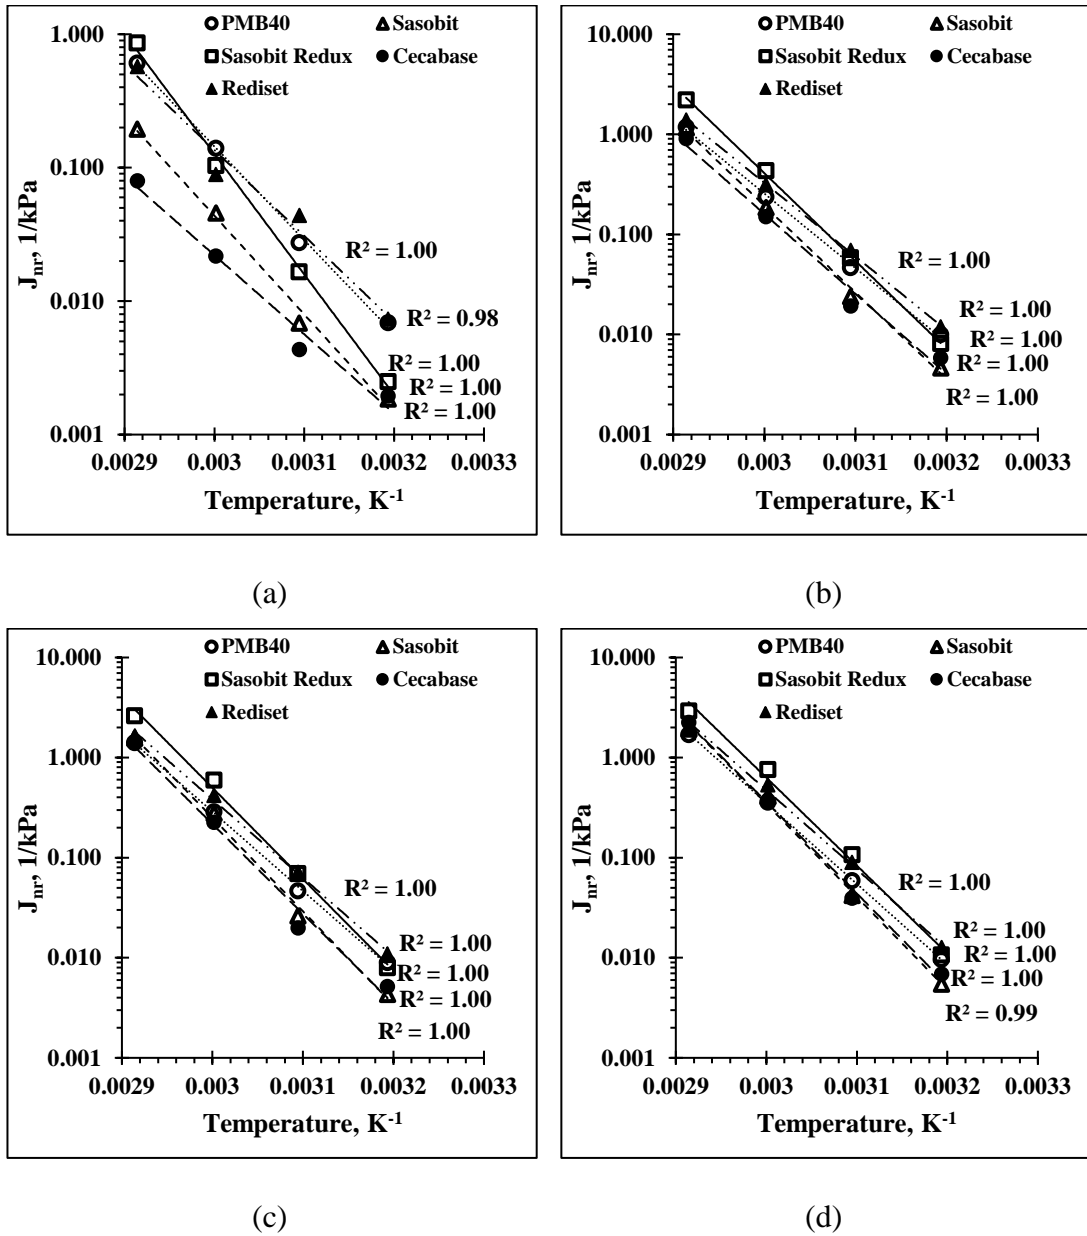 PMB40 Sasobit
Sasobit Redux Cecabase
Rediset
1.000
0.100
0.010
0.001
J_nr, 1/kPa
R² = 1.00
R² = 0.98
R² = 1.00
R² = 1.00
R² = 1.00
0.0029 0.003 0.0031 0.0032 0.0033
Temperature, K⁻¹
(a)
PMB40 Sasobit
Sasobit Redux Cecabase
Rediset
10.000
1.000
0.100
0.010
0.001
J_nr, 1/kPa
R² = 1.00
R² = 1.00
R² = 1.00
R² = 1.00
R² = 1.00
0.0029 0.003 0.0031 0.0032 0.0033
Temperature, K⁻¹
(b)
PMB40 Sasobit
Sasobit Redux Cecabase
Rediset
10.000
1.000
0.100
0.010
0.001
J_nr, 1/kPa
R² = 1.00
R² = 1.00
R² = 1.00
R² = 1.00
R² = 1.00
0.0029 0.003 0.0031 0.0032 0.0033
Temperature, K⁻¹
(c)
PMB40 Sasobit
Sasobit Redux Cecabase
Rediset
10.000
1.000
0.100
0.010
0.001
J_nr, 1/kPa
R² = 1.00
R² = 1.00
R² = 1.00
R² = 1.00
R² = 0.99
0.0029 0.003 0.0031 0.0032 0.0033
Temperature, K⁻¹
(d)